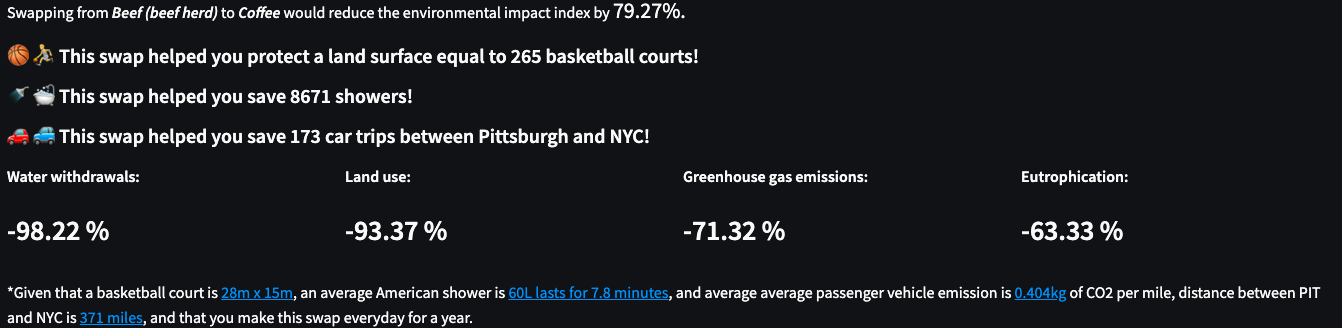 Swapping from Beef (beef herd) to Coffee would reduce the environmental impact index by 79.27%.
This swap helped you protect a land surface equal to 265 basketball courts!
This swap helped you save 8671 showers!
This swap helped you save 173 car trips between Pittsburgh and NYC!
Water withdrawals: Land use: Greenhouse gas emissions: Eutrophication:
-98.22 % -93.37 % -71.32 % -63.33 %
*Given that a basketball court is 28m x 15m, an average American shower is 60L lasts for 7.8 minutes, and average average passenger vehicle emission is 0.404kg of CO2 per mile, distance between PIT
and NYC is 371 miles, and that you make this swap everyday for a year.